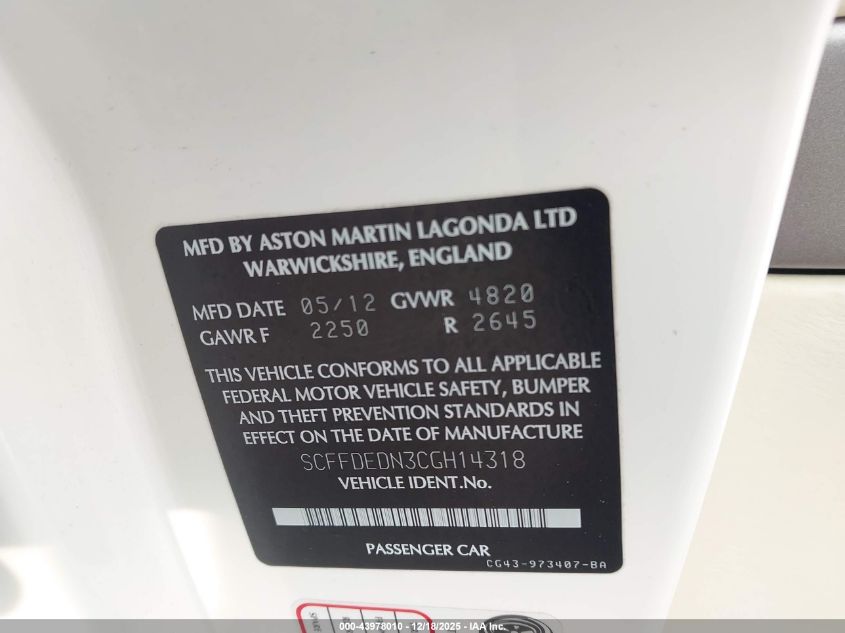 MFD BY ASTON MARTIN LAGONDA LTD
WARWICKSHIRE, ENGLAND
MFD DATE 05/12 GVWR 4820
GAWR F 2250 R 2645
THIS VEHICLE CONFORMS TO ALL APPLICABLE
FEDERAL MOTOR VEHICLE SAFETY, BUMPER
AND THEFT PREVENTION STANDARDS IN
EFFECT ON THE DATE OF MANUFACTURE
SCFFDEDN3CGH14318
VEHICLE IDENT.No.
PASSENGER CAR
CG43-973407-BA
SPARE
000-43978010 - 12/18/2025 - IAA